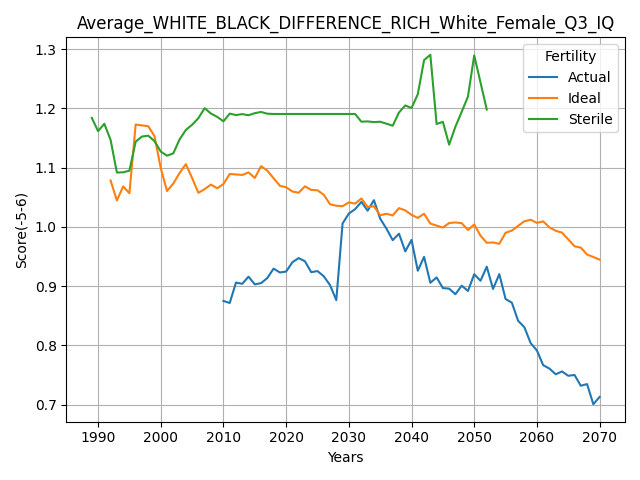 Average_WHITE_BLACK_DIFFERENCE_RICH_White_Female_Q3_IQ
Fertility
Actual
Ideal
Sterile
Score(-5-6)
1.3
1.2
1.1
1.0
0.9
0.8
0.7
1990 2000 2010 2020 2030 2040 2050 2060 2070
Years